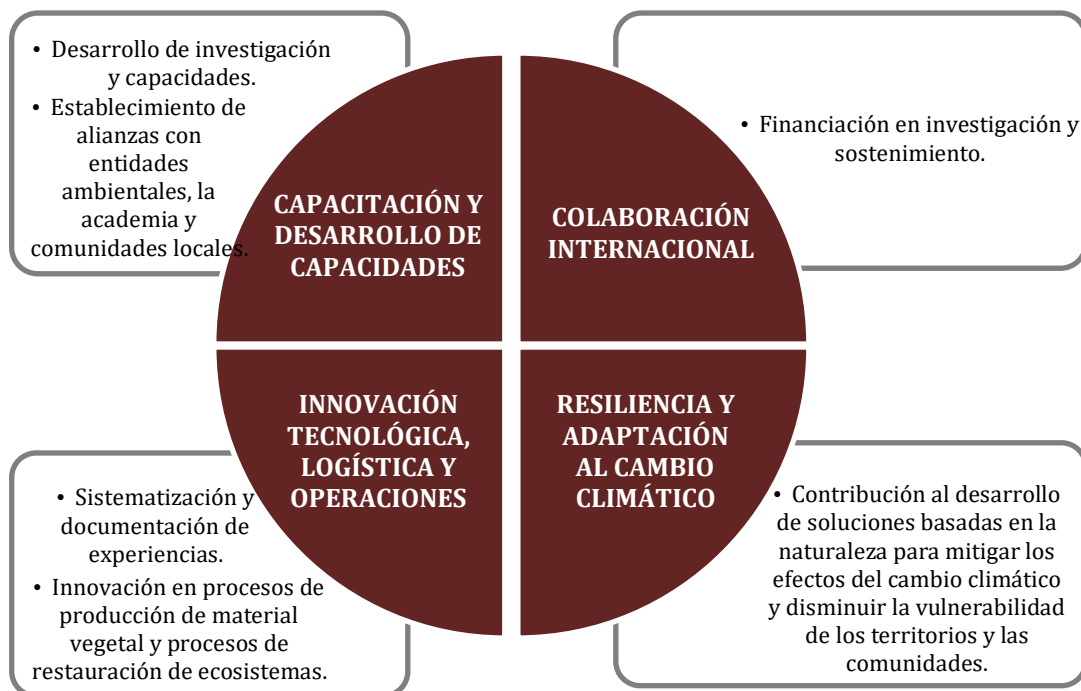 • Desarrollo de investigación
y capacidades.
• Establecimiento de
alianzas con
entidades
ambientales, la
academia y
comunidades locales.
CAPACITACIÓN Y
DESARROLLO DE
CAPACIDADES
COLABORACIÓN
INTERNACIONAL
• Financiación en investigación y
sostenimiento.
INNOVACIÓN
TECNOLÓGICA,
LOGÍSTICA Y
OPERACIONES
• Sistematización y
documentación de
experiencias.
• Innovación en procesos de
producción de material
vegetal y procesos de
restauración de ecosistemas.
RESILIENCIA Y
ADAPTACIÓN
AL CAMBIO
CLIMÁTICO
• Contribución al desarrollo
de soluciones basadas en la
naturaleza para mitigar los
efectos del cambio climático
y disminuir la vulnerabilidad
de los territorios y las
comunidades.